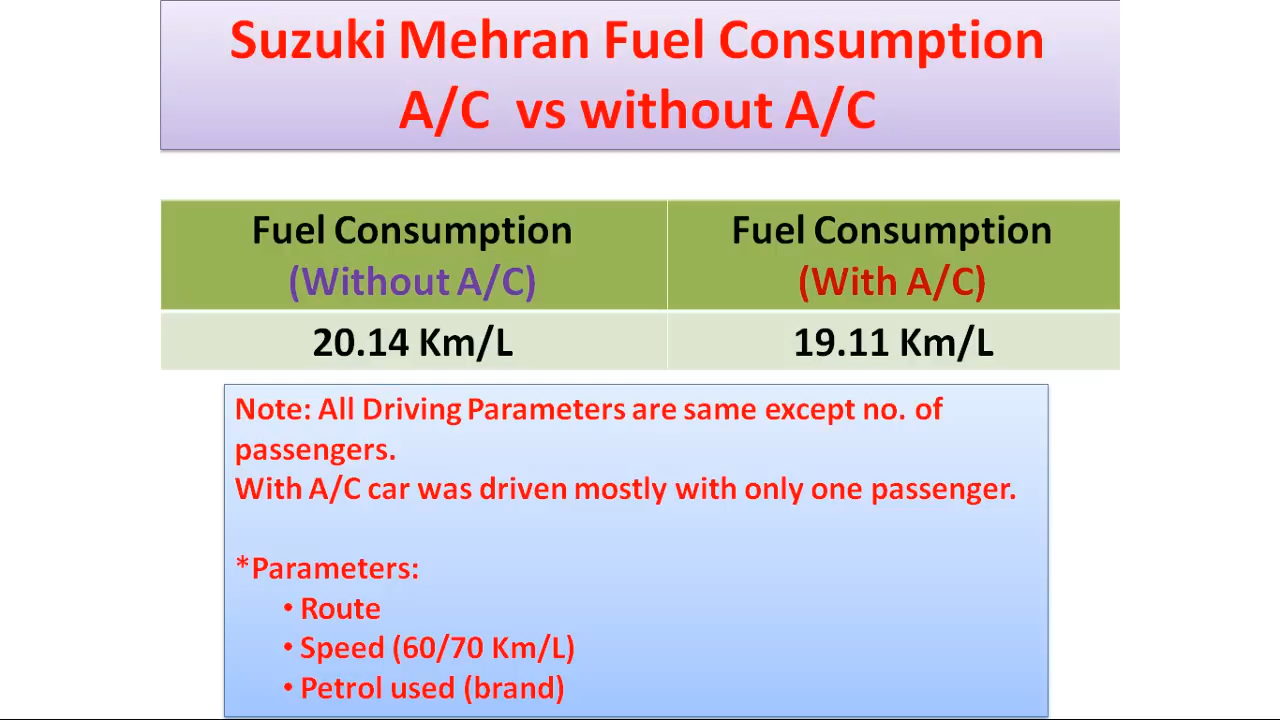 Suzuki Mehran Fuel Consumption
A/C vs without A/C
Fuel Consumption
(Without A/C)
Fuel Consumption
(With A/C)
20.14 Km/L
19.11 Km/L
Note: All Driving Parameters are same except no. of
passengers.
With A/C car was driven mostly with only one passenger.
*Parameters:
• Route
• Speed (60/70 Km/L)
• Petrol used (brand)